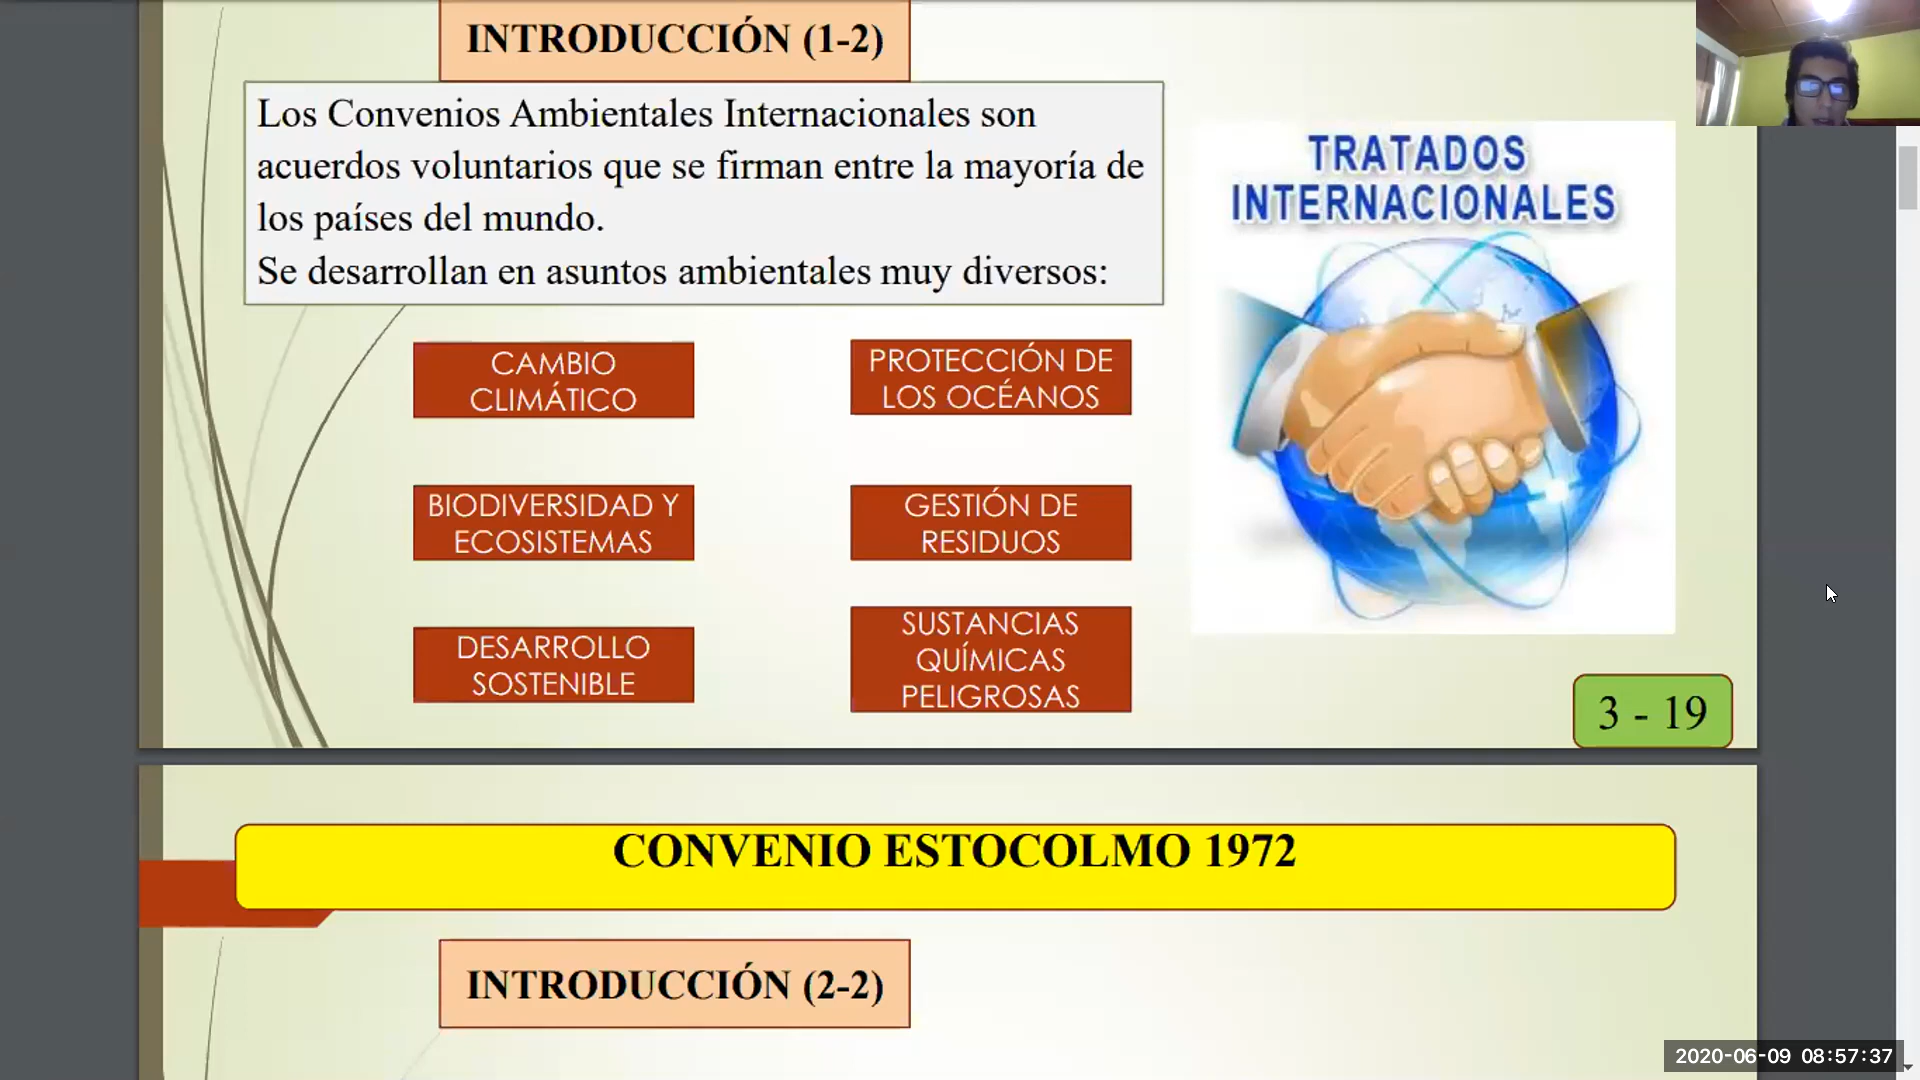 INTRODUCCIÓN (1-2)
Los Convenios Ambientales Internacionales son
acuerdos voluntarios que se firman entre la mayoría de
los países del mundo.
Se desarrollan en asuntos ambientales muy diversos:
TRATADOS
INTERNACIONALES
CAMBIO
CLIMÁTICO
PROTECCIÓN DE
LOS OCÉANOS
BIODIVERSIDAD Y
ECOSISTEMAS
GESTIÓN DE
RESIDUOS
DESARROLLO
SOSTENIBLE
SUSTANCIAS
QUÍMICAS
PELIGROSAS
3 - 19
CONVENIO ESTOCOLMO 1972
INTRODUCCIÓN (2-2)
2020-06-09 08:57:37